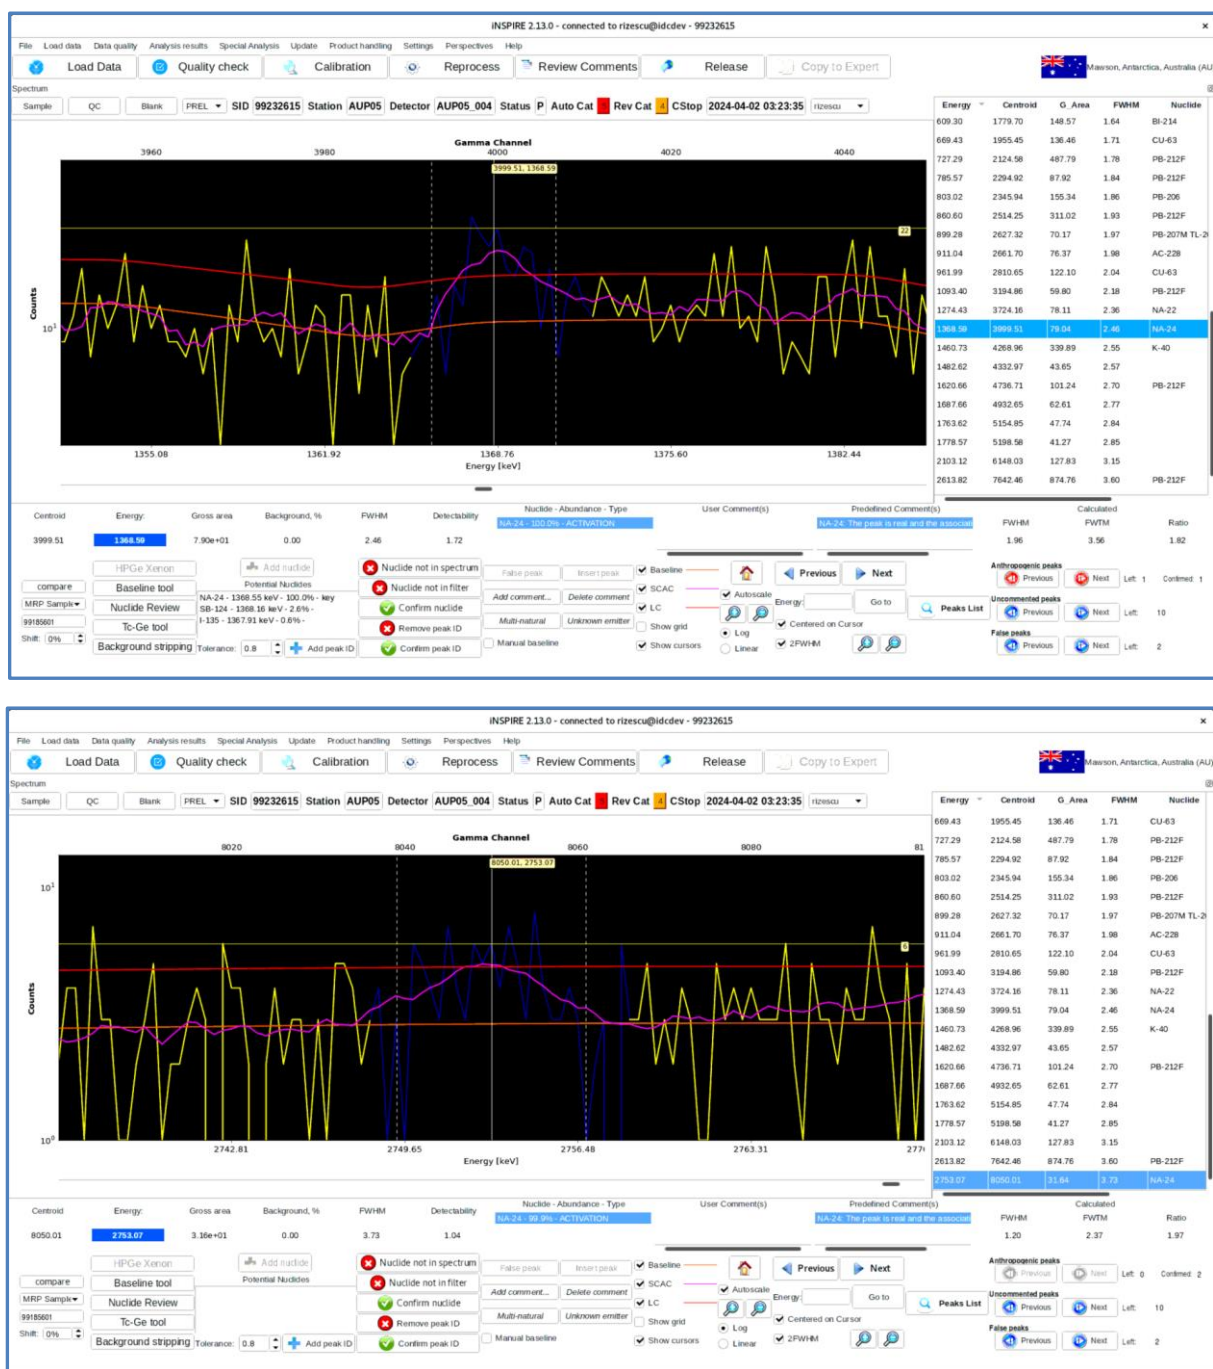 iNSPIRE 2.13.0 - connected to rizescu@idcdev - 99232615 ×
File Load data Data quality Analysis results Special Analysis Update Product handling Settings Perspectives Help
Load Data Quality check Calibration Reprocess Review Comments Release Copy to Expert Mawson, Antarctica, Australia (AU)
Spectrum
Sample QC Blank PREL SID 99232615 Station AUP05 Detector AUP05_004 Status P Auto Cat Rev Cat 4 CStop 2024-04-02 03:23:35 rizescu
Gamma Channel
3960 3980 4000 4020 4040
3999.51, 1368.59
22
Counts
10¹
1355.08 1361.92 1368.76 1375.60 1382.44
Energy [keV]
Energy Centroid G_Area FWHM Nuclide
609.30 1779.70 148.57 1.64 BI-214
669.43 1955.45 136.46 1.71 CU-63
727.29 2124.58 487.79 1.78 PB-212F
785.57 2294.92 87.92 1.84 PB-212F
803.02 2345.94 155.34 1.86 PB-206
860.60 2514.25 311.02 1.93 PB-212F
899.28 2627.32 70.17 1.97 PB-207M TL-2
911.04 2661.70 76.37 1.98 AC-228
961.99 2810.65 122.10 2.04 CU-63
1093.40 3194.86 59.80 2.18 PB-212F
1274.43 3724.16 78.11 2.36 NA-22
1368.59 3999.51 79.04 2.46 NA-24
1460.73 4268.96 339.89 2.55 K-40
1482.62 4332.97 43.65 2.57
1620.66 4736.71 101.24 2.70 PB-212F
1687.66 4932.65 62.61 2.77
1763.62 5154.85 47.74 2.84
1778.57 5198.58 41.27 2.85
2103.12 6148.03 127.83 3.15
2613.82 7642.46 874.76 3.60 PB-212F
Centroid Energy: Gross area Background, % FWHM Detectability
3999.51 1368.59 7.90e+01 0.00 2.46 1.72
Nuclide - Abundance - Type User Comment(s) Predefined Comment(s)
NA-24 - 100.0% - ACTIVATION NA-24: The peak is real and the associati
Calculated
FWHM FWTM Ratio
1.96 3.56 1.82
compare
MRP Sample
99185601
Shift: 0%
HPGe Xenon
Baseline tool
Nuclide Review
Tc-Ge tool
Background stripping
Add nuclide
Potential Nuclides
NA-24 - 1368.55 keV - 100.0% - key
SB-124 - 1368.16 keV - 2.6% -
I-135 - 1367.91 keV - 0.6% -
Tolerance: 0.8 Add peak ID
Nuclide not in spectrum
Nuclide not in filter
Confirm nuclide
Remove peak ID
Confirm peak ID
False peak Insert peak
Add comment... Delete comment
Multi-natural Unknown emitter
Manual baseline
Baseline
SCAC
LC
Show grid
Show cursors
Autoscale
Log
Linear
Previous Next
Energy: Go to
Centered on Cursor
2FWHM
Peaks List
Anthropogenic peaks
Previous Next Left: 1 Confirmed: 1
Uncommented peaks
Previous Next Left: 10
False peaks
Previous Next Left: 2
iNSPIRE 2.13.0 - connected to rizescu@idcdev - 99232615 ×
File Load data Data quality Analysis results Special Analysis Update Product handling Settings Perspectives Help
Load Data Quality check Calibration Reprocess Review Comments Release Copy to Expert Mawson, Antarctica, Australia (AU)
Spectrum
Sample QC Blank PREL SID 99232615 Station AUP05 Detector AUP05_004 Status P Auto Cat Rev Cat 4 CStop 2024-04-02 03:23:35 rizescu
Gamma Channel
8020 8040 8060 8080 81
8050.01, 2753.07
6
Counts
10¹
10⁰
2742.81 2749.65 2756.48 2763.31 277
Energy [keV]
Energy Centroid G_Area FWHM Nuclide
669.43 1955.45 136.46 1.71 CU-63
727.29 2124.58 487.79 1.78 PB-212F
785.57 2294.92 87.92 1.84 PB-212F
803.02 2345.94 155.34 1.86 PB-206
860.60 2514.25 311.02 1.93 PB-212F
899.28 2627.32 70.17 1.97 PB-207M TL-2
911.04 2661.70 76.37 1.98 AC-228
961.99 2810.65 122.10 2.04 CU-63
1093.40 3194.86 59.80 2.18 PB-212F
1274.43 3724.16 78.11 2.36 NA-22
1368.59 3999.51 79.04 2.46 NA-24
1460.73 4268.96 339.89 2.55 K-40
1482.62 4332.97 43.65 2.57
1620.66 4736.71 101.24 2.70 PB-212F
1687.66 4932.65 62.61 2.77
1763.62 5154.85 47.74 2.84
1778.57 5198.58 41.27 2.85
2103.12 6148.03 127.83 3.15
2613.82 7642.46 874.76 3.60 PB-212F
2753.07 8050.01 31.64 3.73 NA-24
Centroid Energy: Gross area Background, % FWHM Detectability
8050.01 2753.07 3.16e+01 0.00 3.73 1.04
Nuclide - Abundance - Type User Comment(s) Predefined Comment(s)
NA-24 - 99.9% - ACTIVATION NA-24: The peak is real and the associati
Calculated
FWHM FWTM Ratio
1.20 2.37 1.97
compare
MRP Sample
99185601
Shift: 0%
HPGe Xenon
Baseline tool
Nuclide Review
Tc-Ge tool
Background stripping
Add nuclide
Potential Nuclides
Tolerance: 0.8 Add peak ID
Nuclide not in spectrum
Nuclide not in filter
Confirm nuclide
Remove peak ID
Confirm peak ID
False peak Insert peak
Add comment... Delete comment
Multi-natural Unknown emitter
Manual baseline
Baseline
SCAC
LC
Show grid
Show cursors
Autoscale
Log
Linear
Previous Next
Energy: Go to
Centered on Cursor
2FWHM
Peaks List
Anthropogenic peaks
Previous Next Left: 0 Confirmed: 2
Uncommented peaks
Previous Next Left: 10
False peaks
Previous Next Left: 2